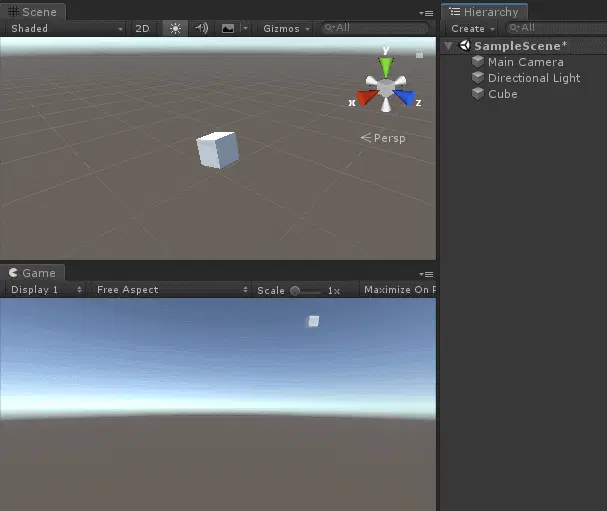 Scene
Shaded 2D Gizmos All
y
x z
Persp
Game
Display 1 Free Aspect Scale 1x Maximize On P
Hierarchy
Create All
SampleScene*
Main Camera
Directional Light
Cube